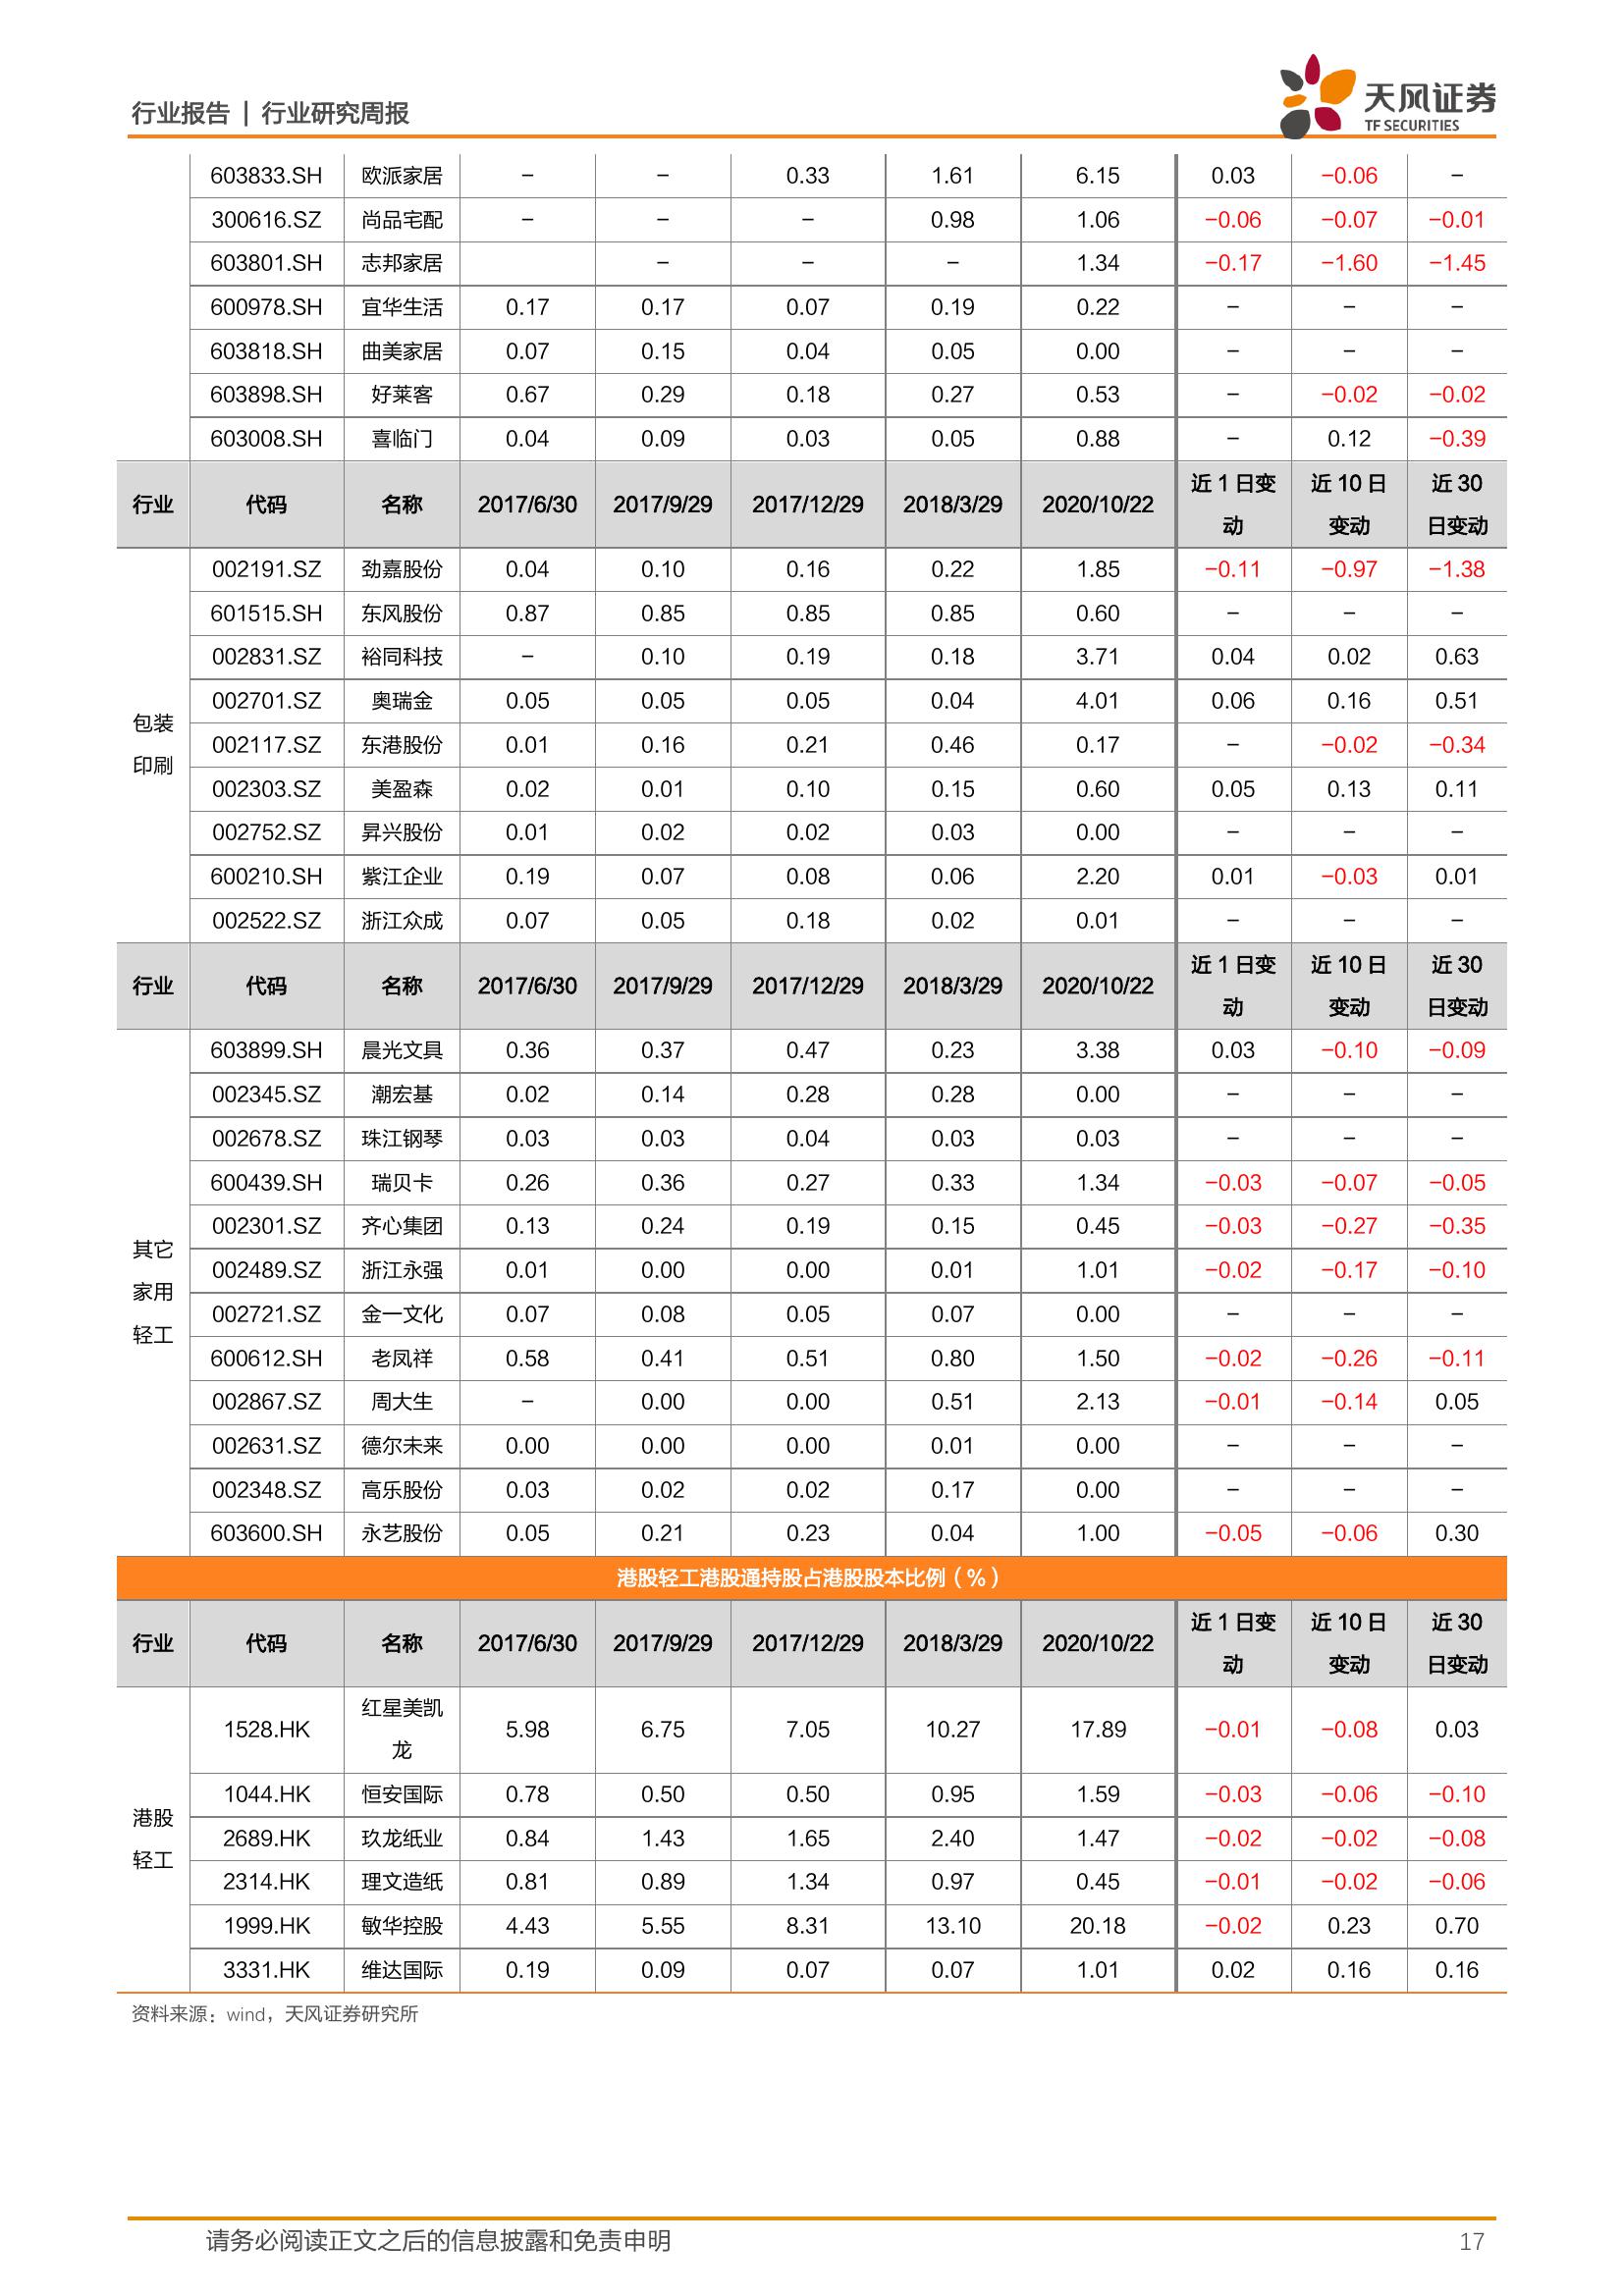 行业报告 | 行业研究周报
天风证券
TF SECURITIES
603833.SH 欧派家居 – – 0.33 1.61 6.15 0.03 -0.06 –
300616.SZ 尚品宅配 – – – 0.98 1.06 -0.06 -0.07 -0.01
603801.SH 志邦家居 – – – 1.34 -0.17 -1.60 -1.45
600978.SH 宜华生活 0.17 0.17 0.07 0.19 0.22 – – –
603818.SH 曲美家居 0.07 0.15 0.04 0.05 0.00 – – –
603898.SH 好莱客 0.67 0.29 0.18 0.27 0.53 – -0.02 -0.02
603008.SH 喜临门 0.04 0.09 0.03 0.05 0.88 – 0.12 -0.39
行业 代码 名称 2017/6/30 2017/9/29 2017/12/29 2018/3/29 2020/10/22 近 1 日变动 近 10 日变动 近 30 日变动
包装印刷
002191.SZ 劲嘉股份 0.04 0.10 0.16 0.22 1.85 -0.11 -0.97 -1.38
601515.SH 东风股份 0.87 0.85 0.85 0.85 0.60 – – –
002831.SZ 裕同科技 – 0.10 0.19 0.18 3.71 0.04 0.02 0.63
002701.SZ 奥瑞金 0.05 0.05 0.05 0.04 4.01 0.06 0.16 0.51
002117.SZ 东港股份 0.01 0.16 0.21 0.46 0.17 – -0.02 -0.34
002303.SZ 美盈森 0.02 0.01 0.10 0.15 0.60 0.05 0.13 0.11
002752.SZ 昇兴股份 0.01 0.02 0.02 0.03 0.00 – – –
600210.SH 紫江企业 0.19 0.07 0.08 0.06 2.20 0.01 -0.03 0.01
002522.SZ 浙江众成 0.07 0.05 0.18 0.02 0.01 – – –
行业 代码 名称 2017/6/30 2017/9/29 2017/12/29 2018/3/29 2020/10/22 近 1 日变动 近 10 日变动 近 30 日变动
其它家用轻工
603899.SH 晨光文具 0.36 0.37 0.47 0.23 3.38 0.03 -0.10 -0.09
002345.SZ 潮宏基 0.02 0.14 0.28 0.28 0.00 – – –
002678.SZ 珠江钢琴 0.03 0.03 0.04 0.03 0.03 – – –
600439.SH 瑞贝卡 0.26 0.36 0.27 0.33 1.34 -0.03 -0.07 -0.05
002301.SZ 齐心集团 0.13 0.24 0.19 0.15 0.45 -0.03 -0.27 -0.35
002489.SZ 浙江永强 0.01 0.00 0.00 0.01 1.01 -0.02 -0.17 -0.10
002721.SZ 金一文化 0.07 0.08 0.05 0.07 0.00 – – –
600612.SH 老凤祥 0.58 0.41 0.51 0.80 1.50 -0.02 -0.26 -0.11
002867.SZ 周大生 – 0.00 0.00 0.51 2.13 -0.01 -0.14 0.05
002631.SZ 德尔未来 0.00 0.00 0.00 0.01 0.00 – – –
002348.SZ 高乐股份 0.03 0.02 0.02 0.17 0.00 – – –
603600.SH 永艺股份 0.05 0.21 0.23 0.04 1.00 -0.05 -0.06 0.30
港股轻工港股通持股占港股股本比例（%）
行业 代码 名称 2017/6/30 2017/9/29 2017/12/29 2018/3/29 2020/10/22 近 1 日变动 近 10 日变动 近 30 日变动
港股轻工
1528.HK 红星美凯龙 5.98 6.75 7.05 10.27 17.89 -0.01 -0.08 0.03
1044.HK 恒安国际 0.78 0.50 0.50 0.95 1.59 -0.03 -0.06 -0.10
2689.HK 玖龙纸业 0.84 1.43 1.65 2.40 1.47 -0.02 -0.02 -0.08
2314.HK 理文造纸 0.81 0.89 1.34 0.97 0.45 -0.01 -0.02 -0.06
1999.HK 敏华控股 4.43 5.55 8.31 13.10 20.18 -0.02 0.23 0.70
3331.HK 维达国际 0.19 0.09 0.07 0.07 1.01 0.02 0.16 0.16
资料来源：wind，天风证券研究所
请务必阅读正文之后的信息披露和免责申明 17